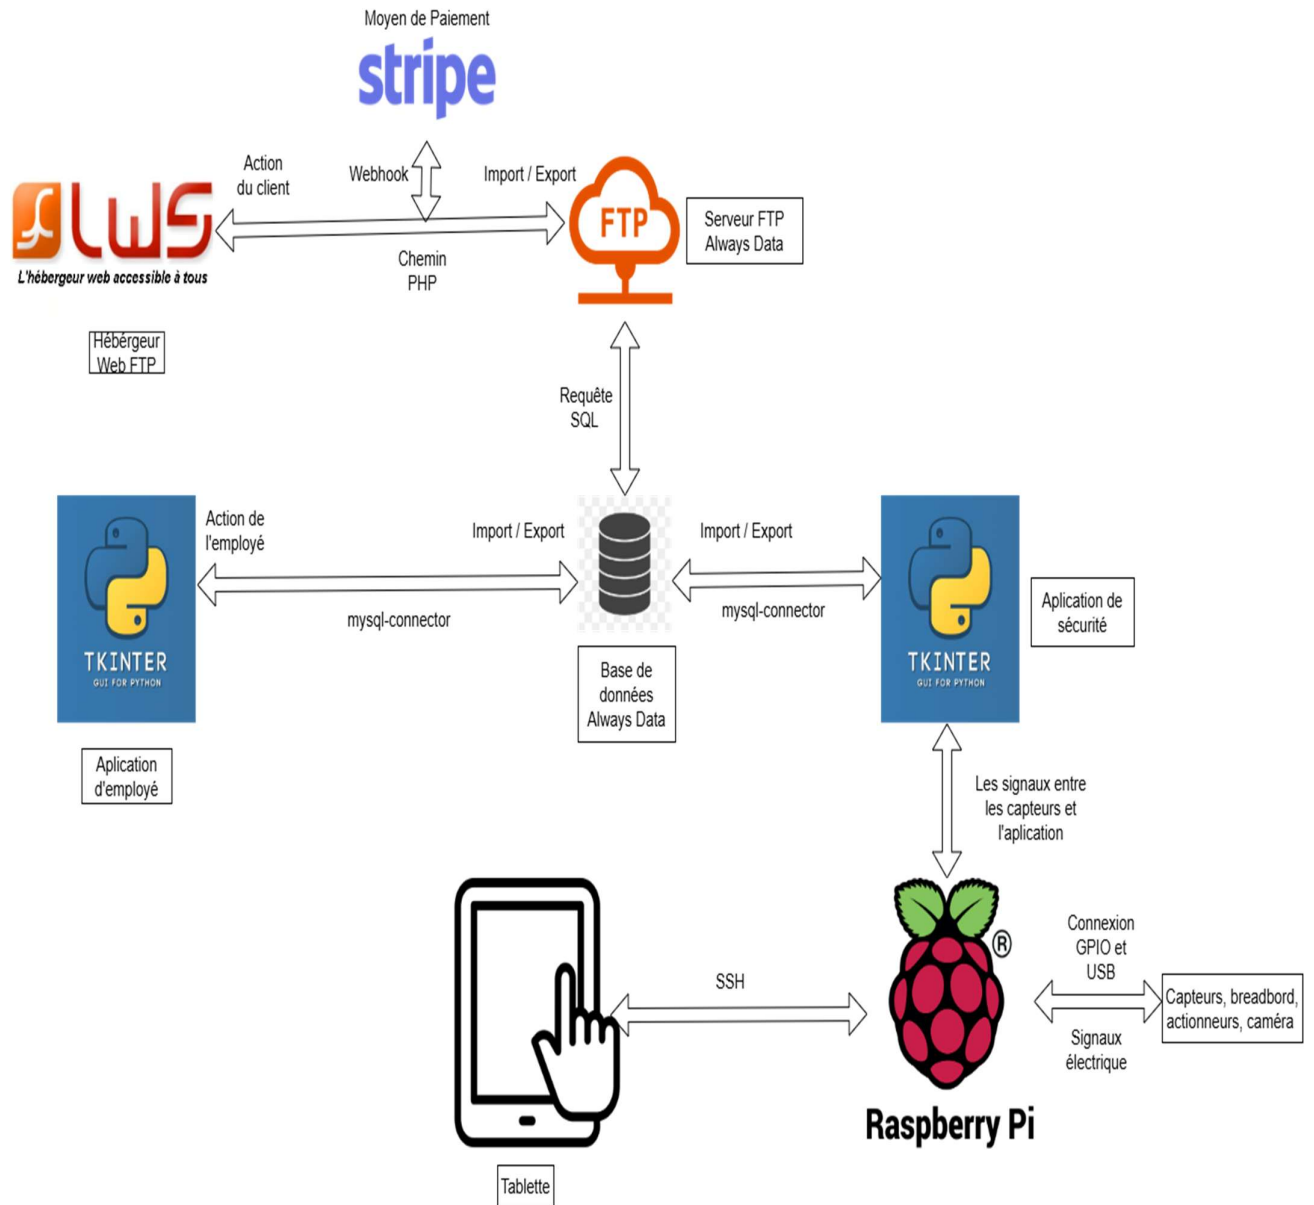 Moyen de Paiement
stripe
Action
du client
Webhook
Import / Export
LWS
L'hébergeur web accessible à tous
FTP
Serveur FTP
Always Data
Chemin
PHP
Hébérgeur
Web FTP
Requête
SQL
Action de
l'employé
Import / Export
Import / Export
mysql-connector
mysql-connector
TKINTER
GUI FOR PYTHON
TKINTER
GUI FOR PYTHON
Aplication de
sécurité
Base de
données
Always Data
Aplication
d'employé
Les signaux entre
les capteurs et
l'aplication
SSH
®
Connexion
GPIO et
USB
Capteurs, breadbord,
actionneurs, caméra
Signaux
électrique
Raspberry Pi
Tablette